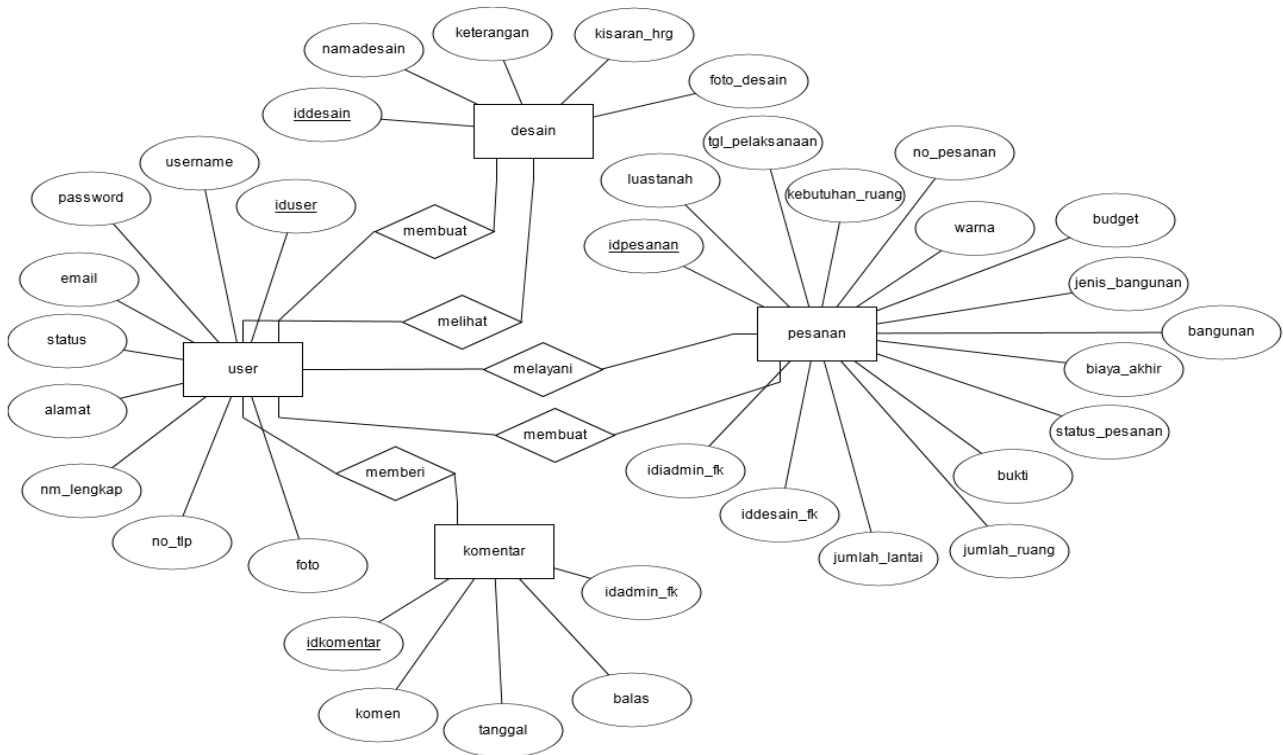 keterangan
kisaran_hrg
namadesain
foto_desain
iddesain
desain
tgl_pelaksanaan
no_pesanan
username
luastanah
kebutuhan_ruang
password
iduser
budget
membuat
warna
idpesanan
email
jenis_bangunan
melihat
pesanan
bangunan
status
user
melayani
biaya_akhir
alamat
membuat
status_pesanan
memberi
idiadmin_fk
bukti
nm_lengkap
iddesain_fk
no_tlp
jumlah_lantai
jumlah_ruang
foto
komentar
idadmin_fk
idkomentar
balas
komen
tanggal